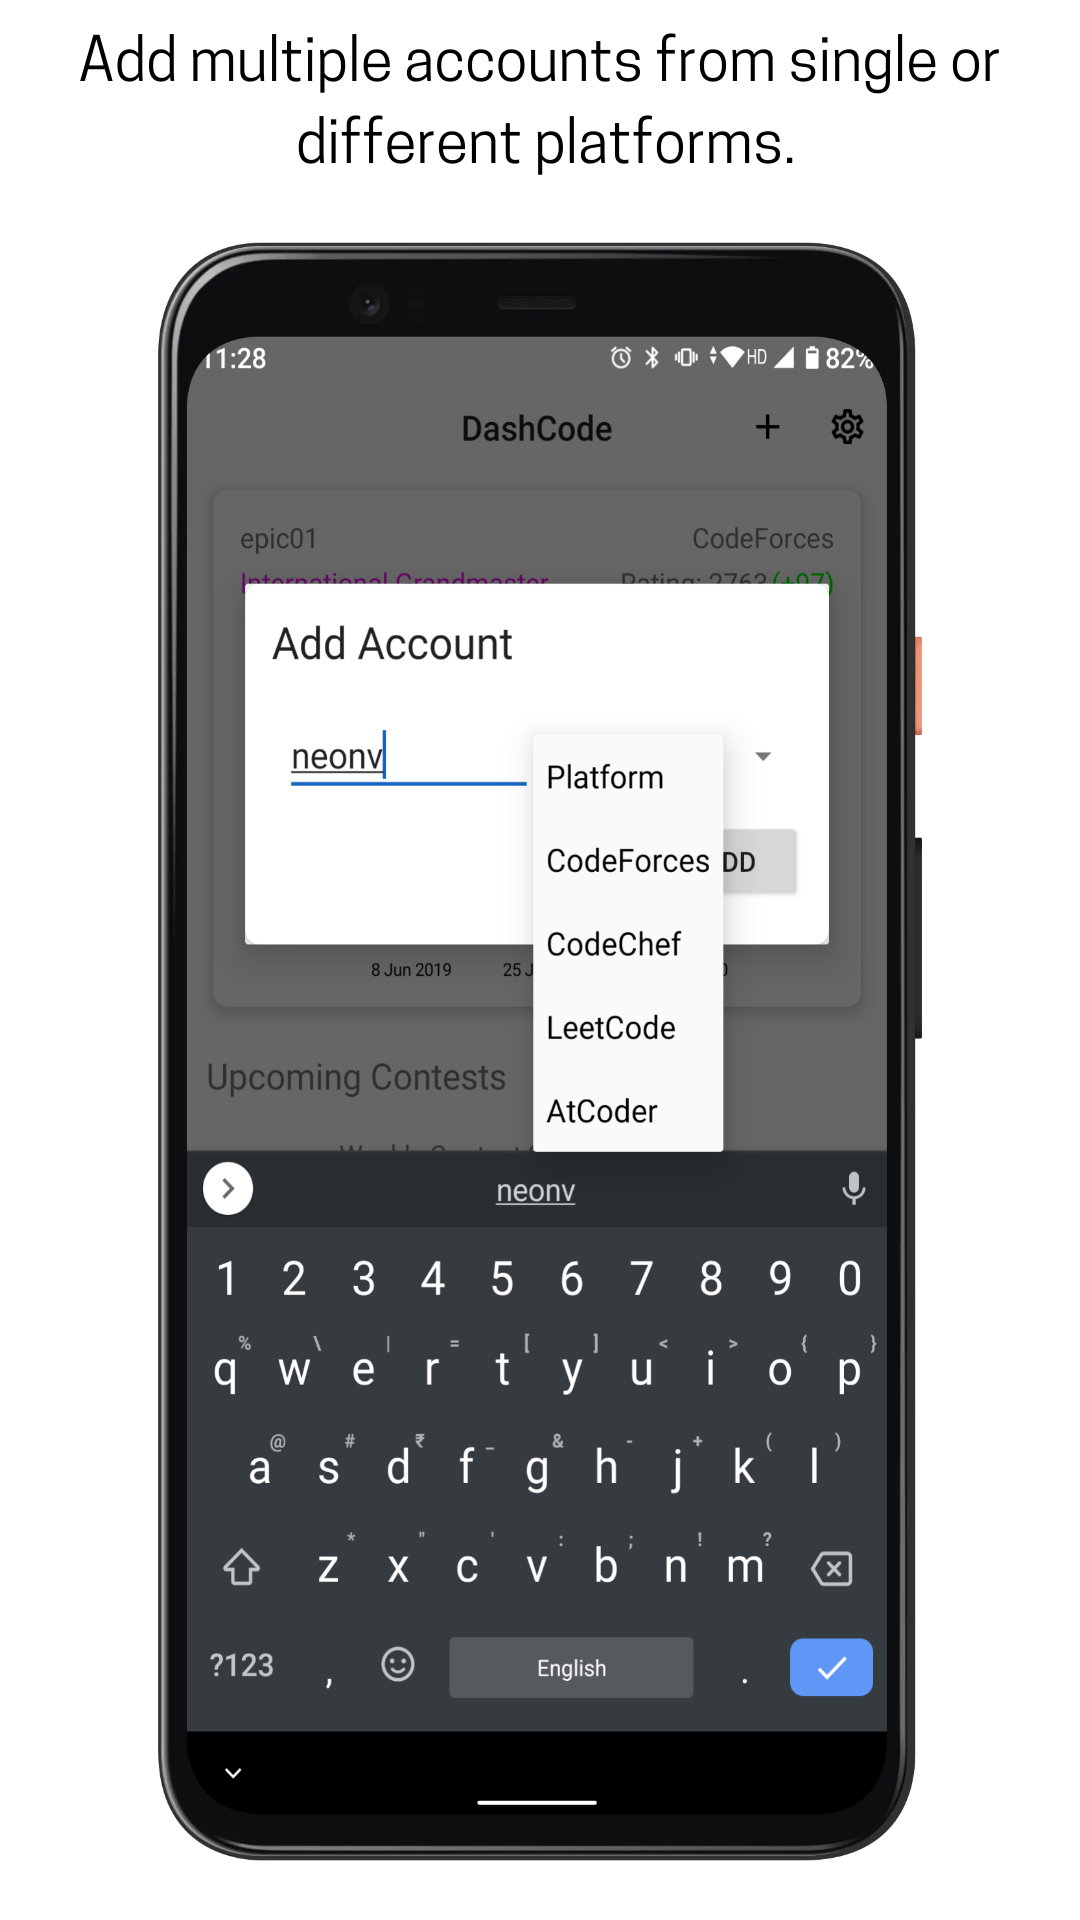 Add multiple accounts from single or
different platforms.
11:28 HD 82%
DashCode +
epic01 CodeForces
International Grandmaster Rating: 2763 (+97)
Add Account
neonv
Platform
CodeForces DD
CodeChef
8 Jun 2019 25 J
LeetCode
Upcoming Contests
AtCoder
neonv
1 2 3 4 5 6 7 8 9 0
% \ | = [ ] < > { }
q w e r t y u i o p
@ # ₹ _ & - + ( )
a s d f g h j k l
* " ' : ; ! ?
z x c v b n m
?123 , English .